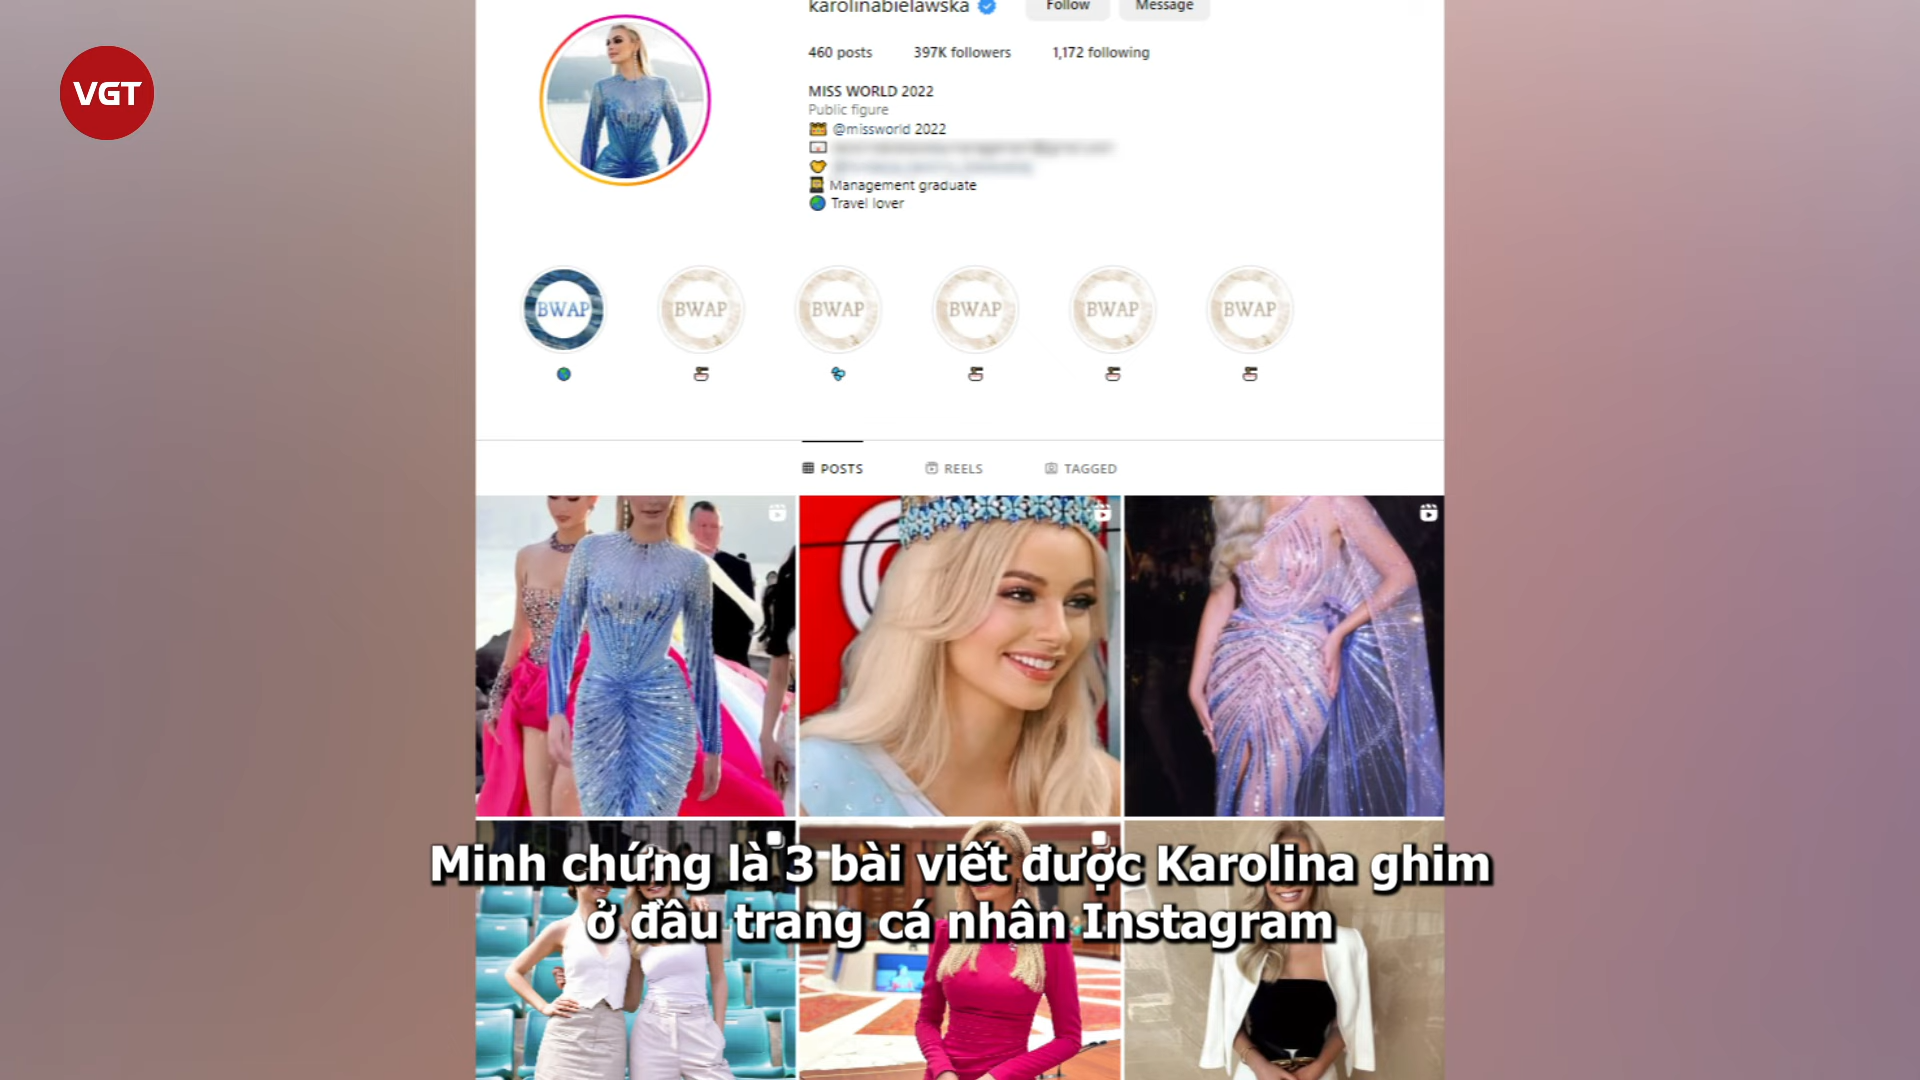 karolinabielawska
Follow
Message
VGT
460 posts
397K followers
1,172 following
MISS WORLD 2022
Public figure
@missworld 2022
Management graduate
Travel lover
BWAP
BWAP
BWAP
BWAP
BWAP
BWAP
POSTS
REELS
TAGGED
Minh chứng là 3 bài viết được Karolina ghim
ở đầu trang cá nhân Instagram